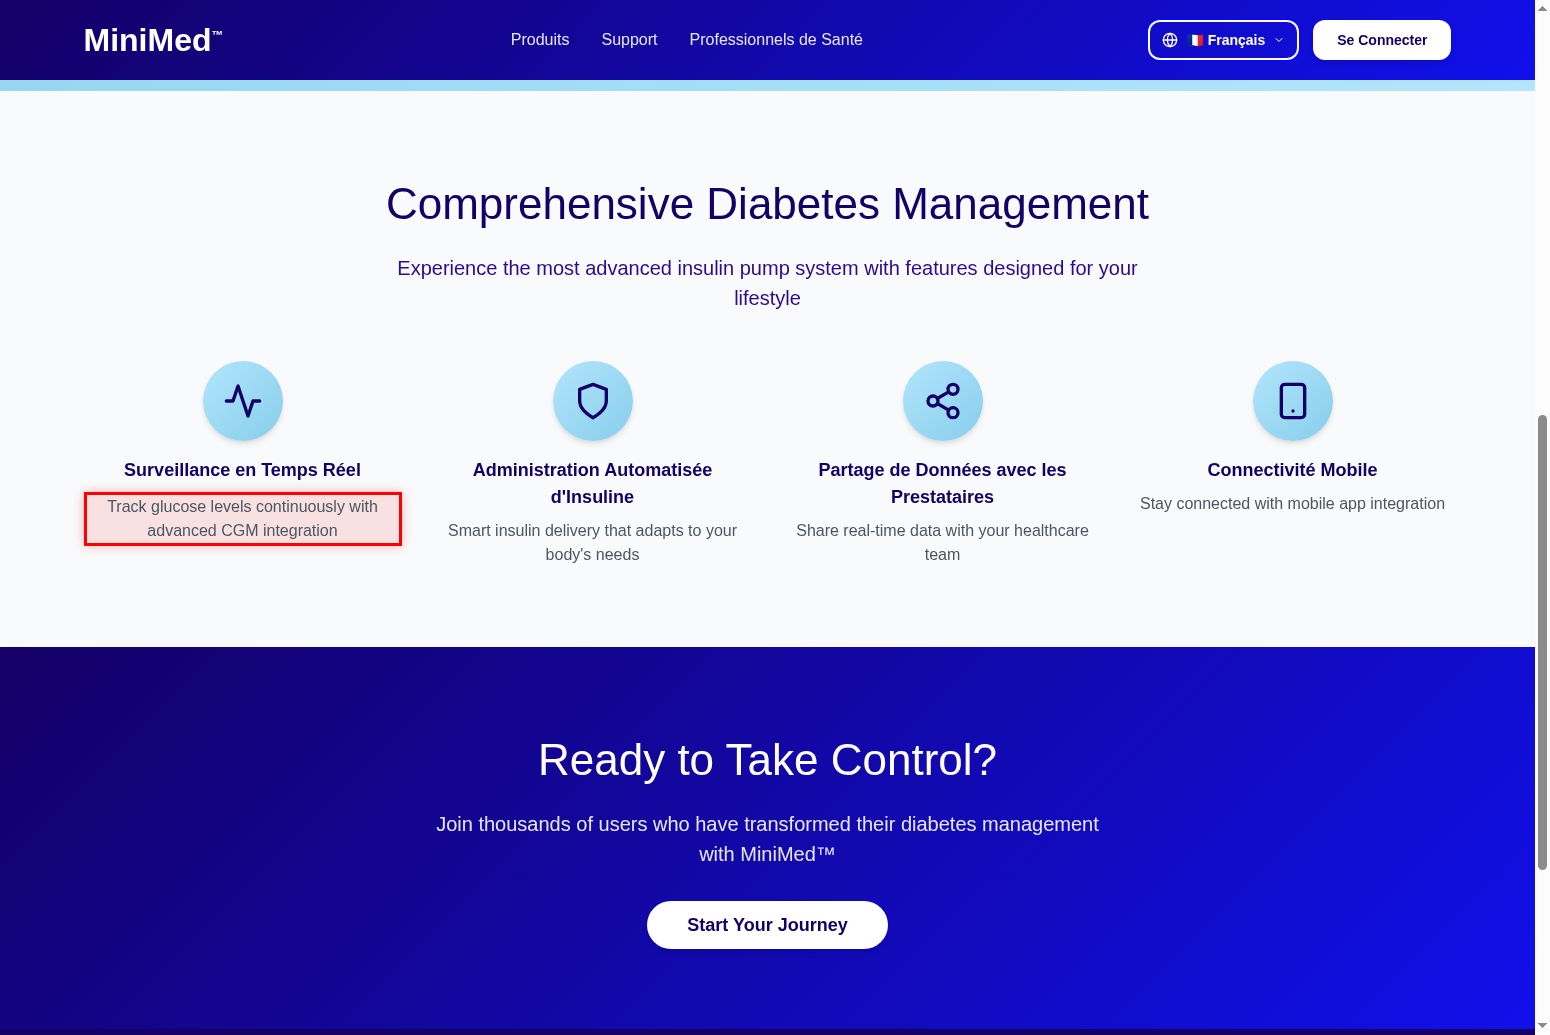 MiniMed™
Produits
Support
Professionnels de Santé
Français
Se Connecter
Comprehensive Diabetes Management
Experience the most advanced insulin pump system with features designed for your
lifestyle
Surveillance en Temps Réel
Track glucose levels continuously with
advanced CGM integration
Administration Automatisée
d'Insuline
Smart insulin delivery that adapts to your
body's needs
Partage de Données avec les
Prestataires
Share real-time data with your healthcare
team
Connectivité Mobile
Stay connected with mobile app integration
Ready to Take Control?
Join thousands of users who have transformed their diabetes management
with MiniMed™
Start Your Journey